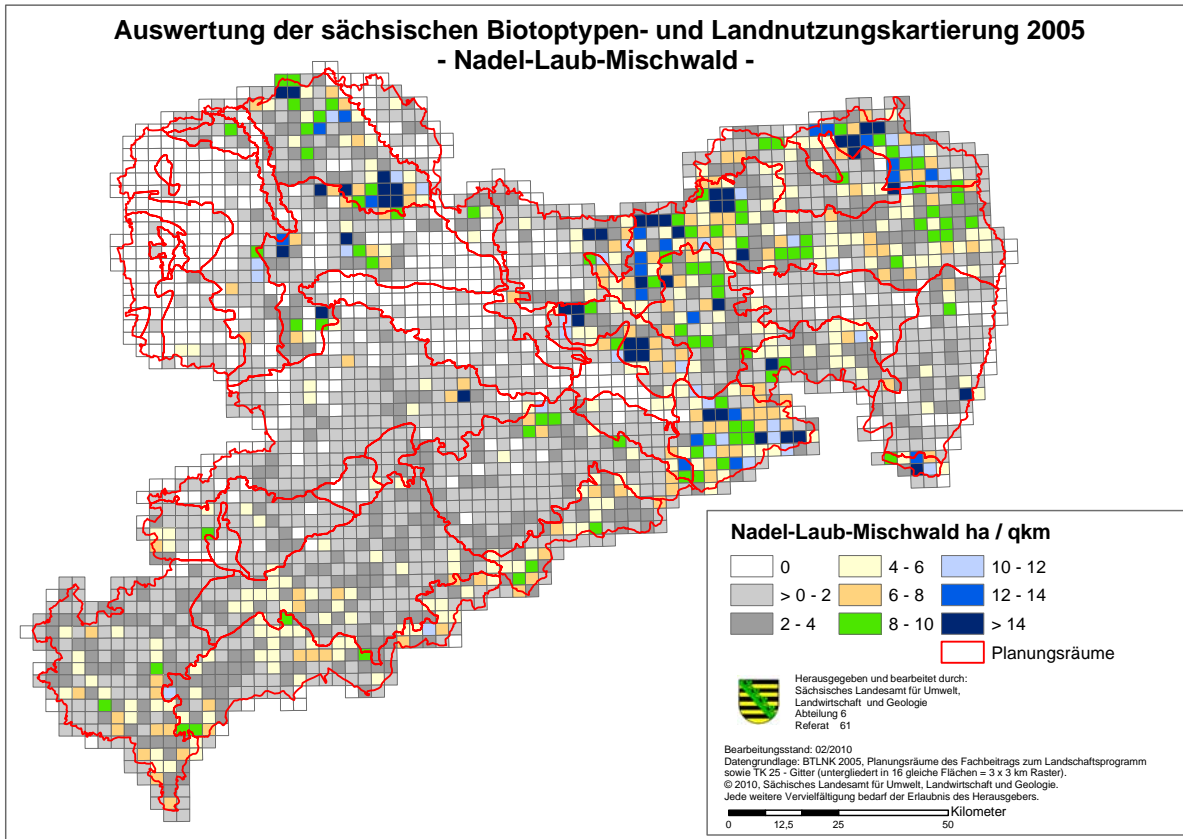 Auswertung der sächsischen Biotoptypen- und Landnutzungskartierung 2005
- Nadel-Laub-Mischwald -
Nadel-Laub-Mischwald ha / qkm
0
> 0 - 2
2 - 4
4 - 6
6 - 8
8 - 10
10 - 12
12 - 14
> 14
Planungsräume
Herausgegeben und bearbeitet durch:
Sächsisches Landesamt für Umwelt,
Landwirtschaft und Geologie
Abteilung 6
Referat 61
Bearbeitungsstand: 02/2010
Datengrundlage: BTLNK 2005, Planungsräume des Fachbeitrags zum Landschaftsprogramm
sowie TK 25 - Gitter (untergliedert in 16 gleiche Flächen = 3 x 3 km Raster).
© 2010, Sächsisches Landesamt für Umwelt, Landwirtschaft und Geologie.
Jede weitere Vervielfältigung bedarf der Erlaubnis des Herausgebers.
Kilometer
0 12,5 25 50